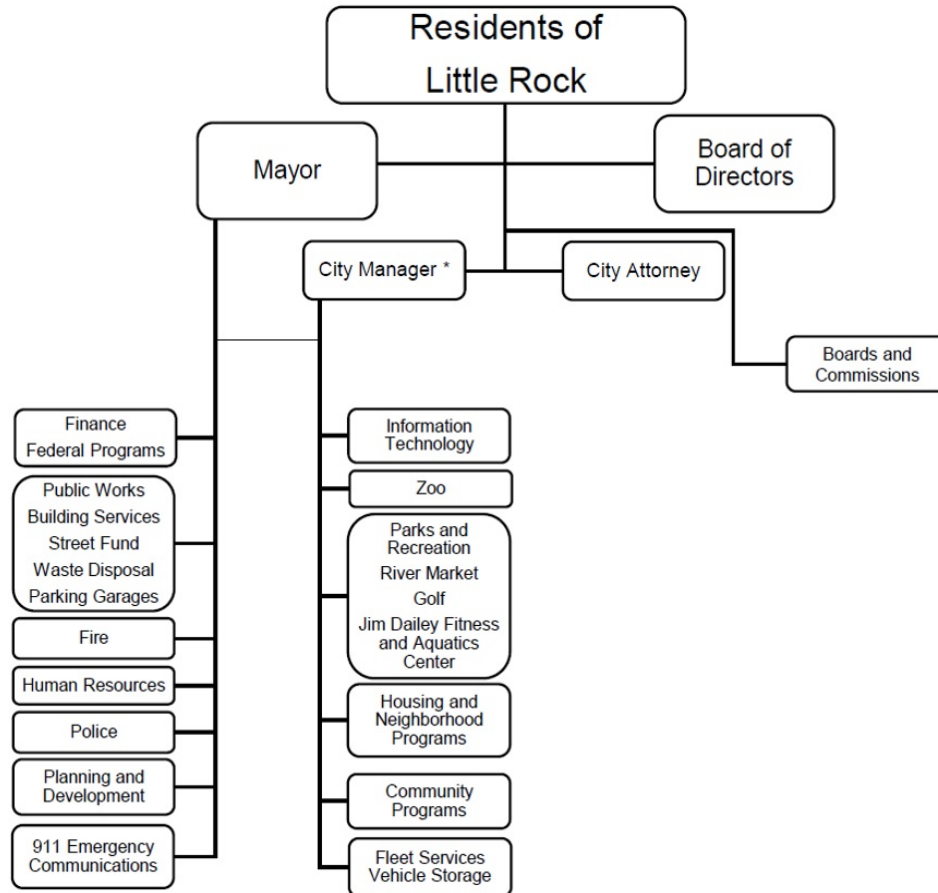 Residents of
Little Rock
Mayor
Board of
Directors
City Manager *
City Attorney
Boards and
Commissions
Finance
Federal Programs
Public Works
Building Services
Street Fund
Waste Disposal
Parking Garages
Fire
Human Resources
Police
Planning and
Development
911 Emergency
Communications
Information
Technology
Zoo
Parks and
Recreation
River Market
Golf
Jim Dailey Fitness
and Aquatics
Center
Housing and
Neighborhood
Programs
Community
Programs
Fleet Services
Vehicle Storage